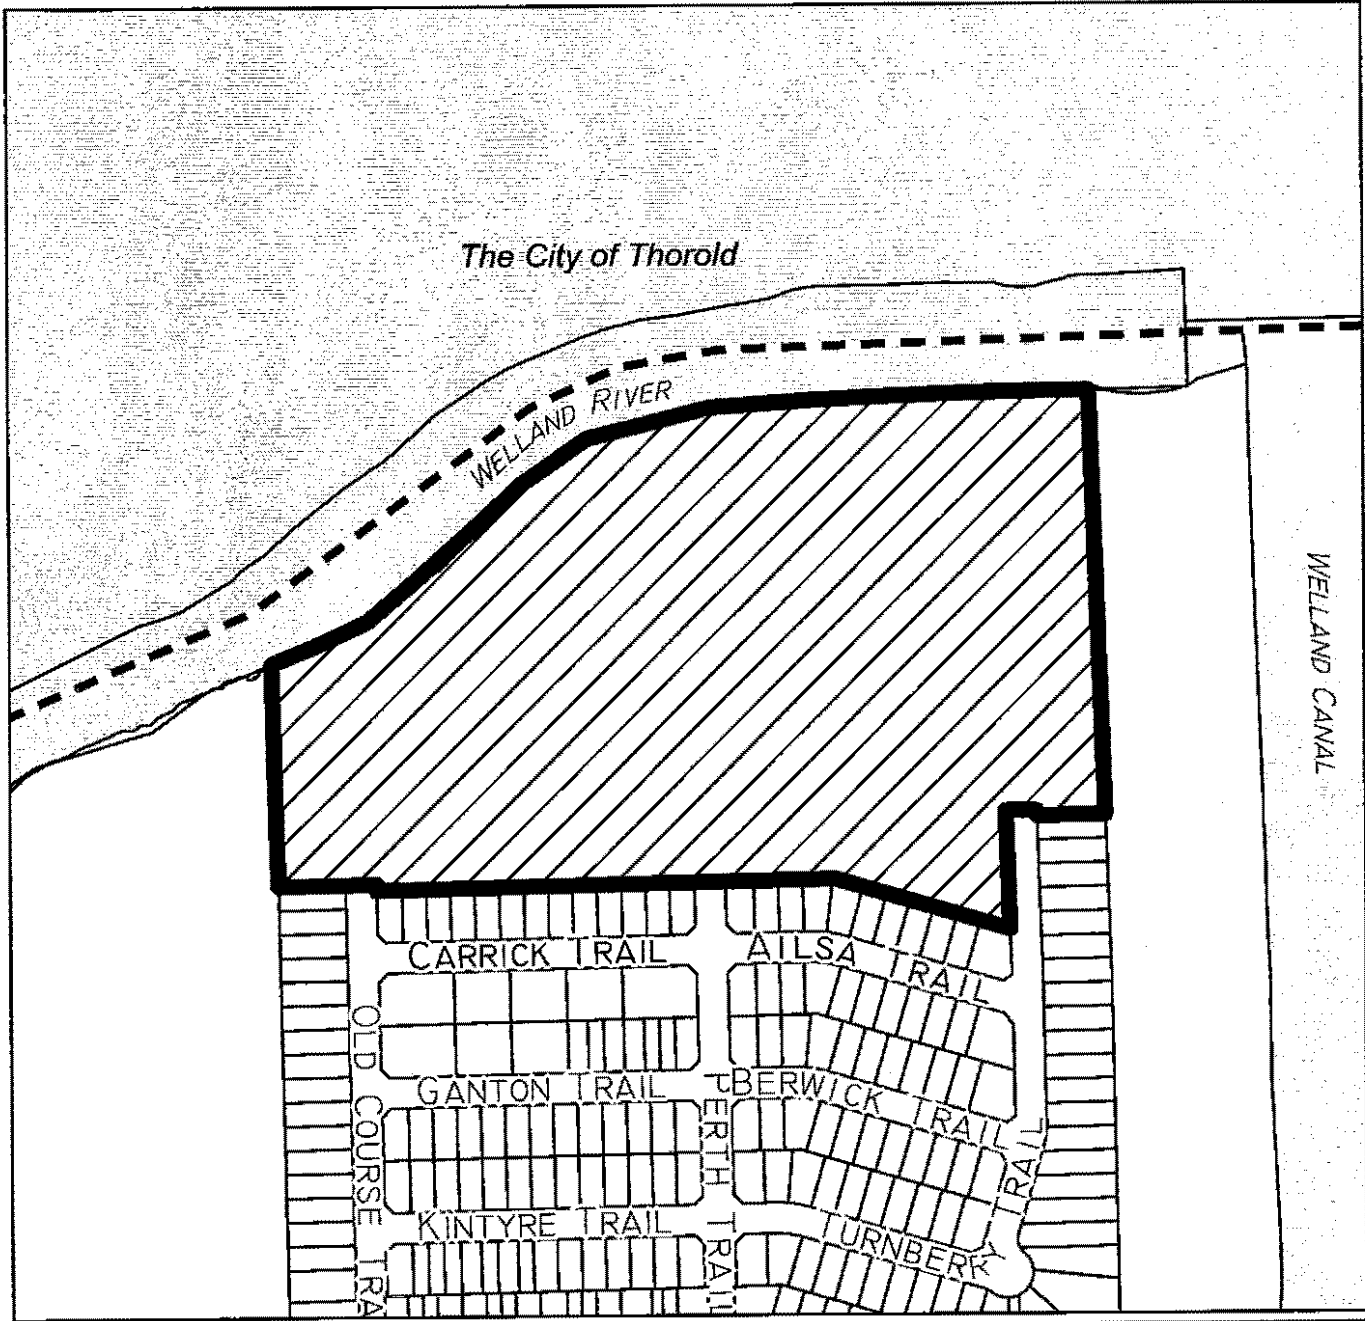 The City of Thorold
WELLAND RIVER
WELLAND CANAL
CARRICK TRAIL
AILSA TRAIL
OLD COURSE TRA
GANTON TRAIL
PERTH TRAIL
BERWICK TRAIL
KINTYRE TRAIL
TURNBERRY TRAIL